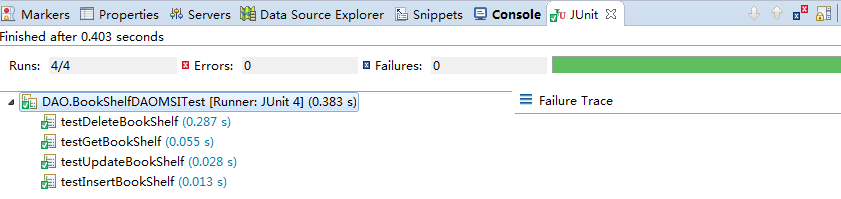 Markers Properties Servers Data Source Explorer Snippets Console JUnit
Finished after 0.403 seconds
Runs: 4/4 Errors: 0 Failures: 0
DAO.BookShelfDAOMSITest [Runner: JUnit 4] (0.383 s)
Failure Trace
testDeleteBookShelf (0.287 s)
testGetBookShelf (0.055 s)
testUpdateBookShelf (0.028 s)
testInsertBookShelf (0.013 s)